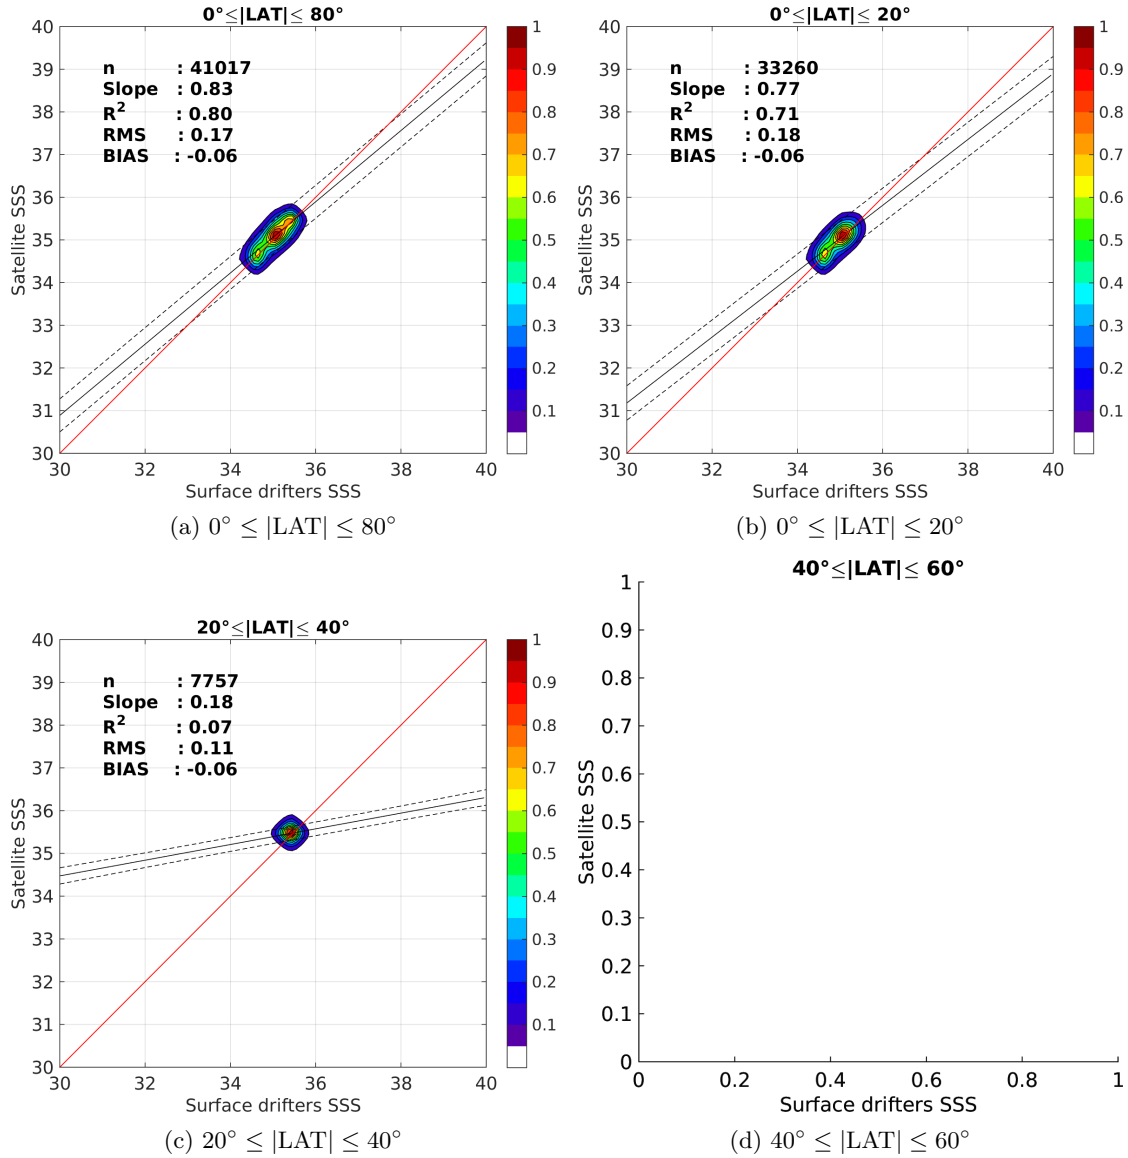 0°≤|LAT|≤ 80°
40
39
38
37
36
35
34
33
32
31
30
30 32 34 36 38 40
Satellite SSS
Surface drifters SSS
n : 41017
Slope : 0.83
R² : 0.80
RMS : 0.17
BIAS : -0.06
1
0.9
0.8
0.7
0.6
0.5
0.4
0.3
0.2
0.1
(a) 0° ≤ |LAT| ≤ 80°
0°≤|LAT|≤ 20°
40
39
38
37
36
35
34
33
32
31
30
30 32 34 36 38 40
Satellite SSS
Surface drifters SSS
n : 33260
Slope : 0.77
R² : 0.71
RMS : 0.18
BIAS : -0.06
1
0.9
0.8
0.7
0.6
0.5
0.4
0.3
0.2
0.1
(b) 0° ≤ |LAT| ≤ 20°
20°≤|LAT|≤ 40°
40
39
38
37
36
35
34
33
32
31
30
30 32 34 36 38 40
Satellite SSS
Surface drifters SSS
n : 7757
Slope : 0.18
R² : 0.07
RMS : 0.11
BIAS : -0.06
1
0.9
0.8
0.7
0.6
0.5
0.4
0.3
0.2
0.1
(c) 20° ≤ |LAT| ≤ 40°
40°≤|LAT|≤ 60°
1
0.9
0.8
0.7
0.6
0.5
0.4
0.3
0.2
0.1
0
0 0.2 0.4 0.6 0.8 1
Satellite SSS
Surface drifters SSS
(d) 40° ≤ |LAT| ≤ 60°